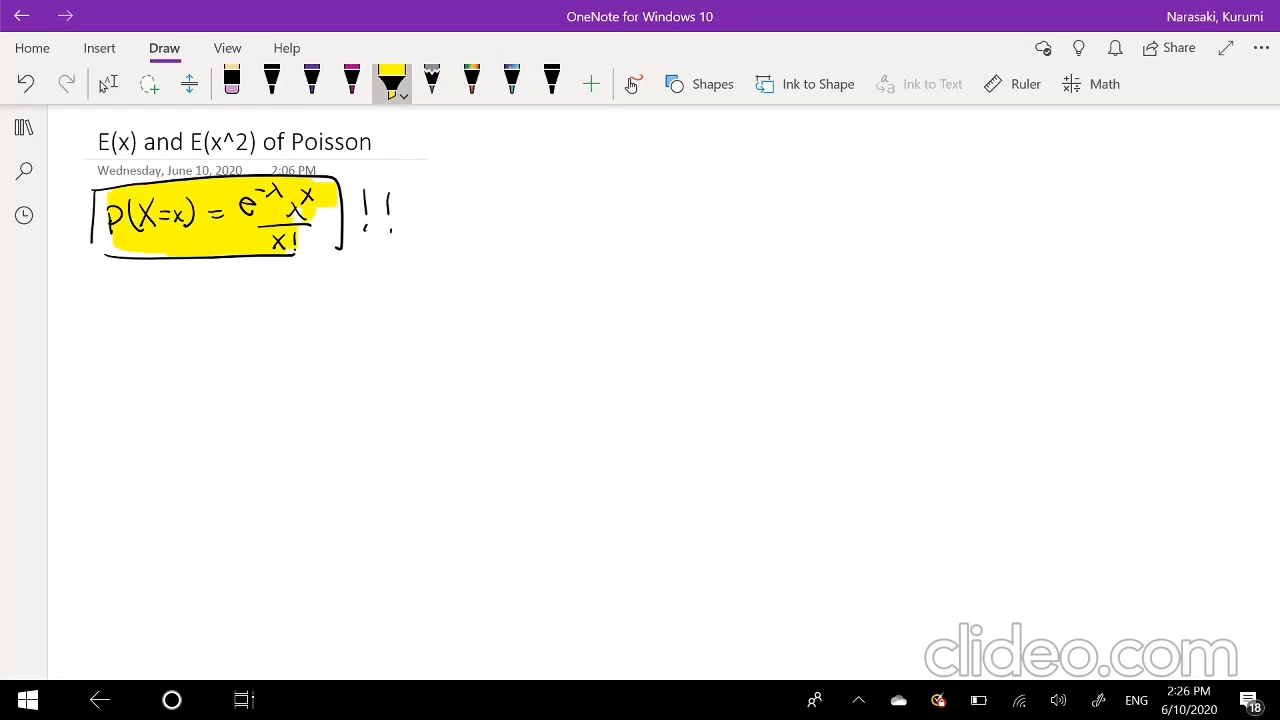 OneNote for Windows 10
Narasaki, Kurumi
Home Insert Draw View Help
Share
Shapes Ink to Shape Ink to Text Ruler Math
E(x) and E(x^2) of Poisson
Wednesday, June 10, 2020 2:06 PM
P(X=x) = e^-λ λ^x / x! !!
clideo.com
ENG
2:26 PM
6/10/2020
18